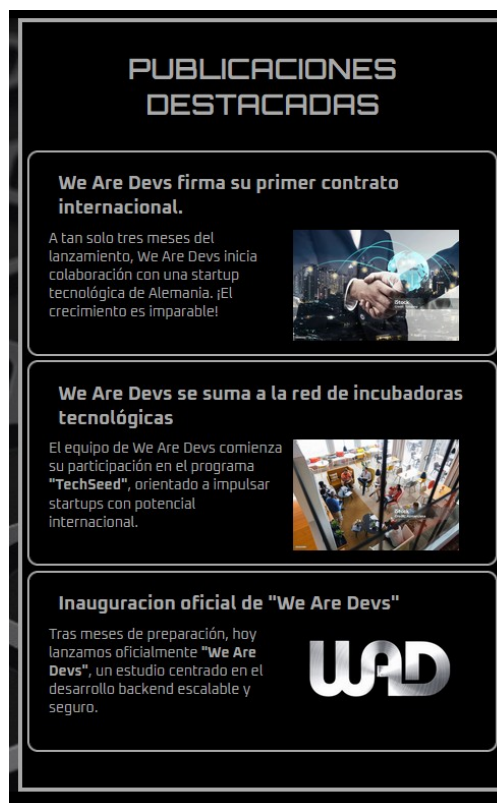 PUBLICACIONES
DESTACADAS
We Are Devs firma su primer contrato
internacional.
A tan solo tres meses del
lanzamiento, We Are Devs inicia
colaboración con una startup
tecnológica de Alemania. ¡El
crecimiento es imparable!
iStock
We Are Devs se suma a la red de incubadoras
tecnológicas
El equipo de We Are Devs comienza
su participación en el programa
"TechSeed", orientado a impulsar
startups con potencial
internacional.
iStock
Inauguracion oficial de "We Are Devs"
Tras meses de preparación, hoy
lanzamos oficialmente "We Are
Devs", un estudio centrado en el
desarrollo backend escalable y
seguro.
WAD